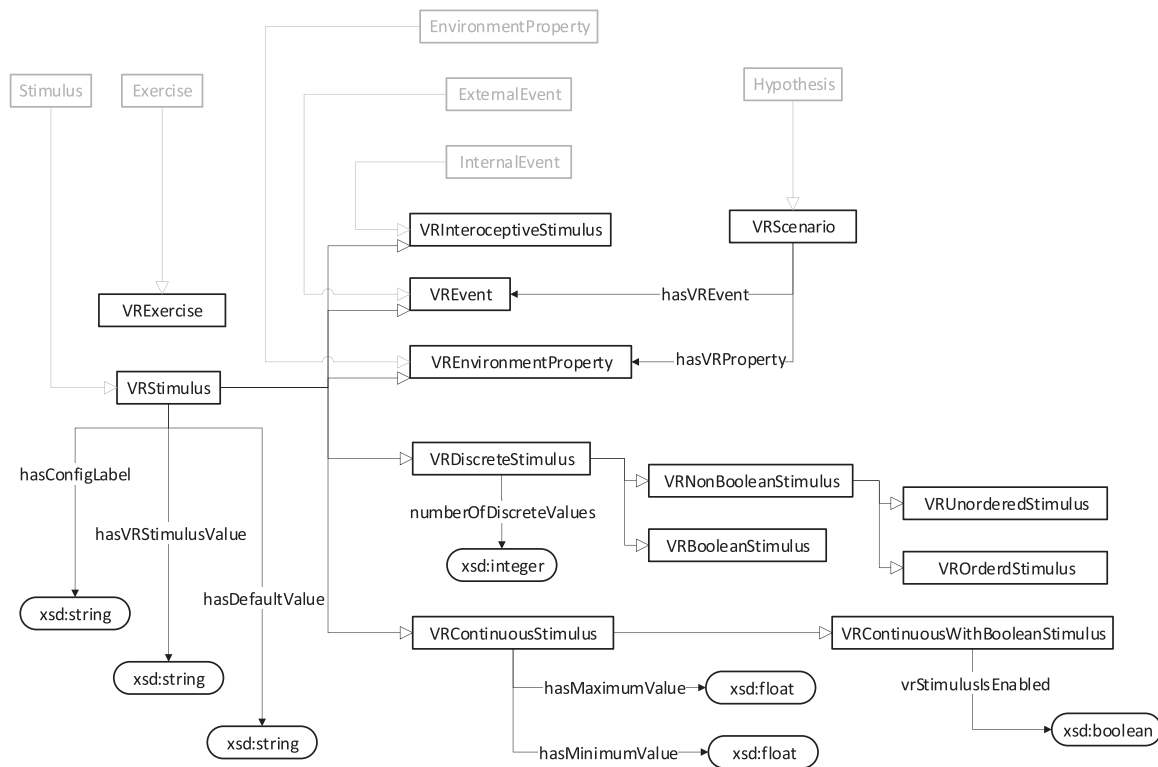 EnvironmentProperty
Stimulus
Exercise
ExternalEvent
Hypothesis
InternalEvent
VRInteroceptiveStimulus
VRScenario
VREvent
hasVREvent
VRExercise
VREnvironmentProperty
hasVRProperty
VRStimulus
VRDiscreteStimulus
hasConfigLabel
VRNonBooleanStimulus
VRUnorderedStimulus
numberOfDiscreteValues
hasVRStimulusValue
VRBooleanStimulus
xsd:integer
VROrderdStimulus
hasDefaultValue
xsd:string
VRContinuousStimulus
VRContinuousWithBooleanStimulus
xsd:string
hasMaximumValue
xsd:float
vrStimulusIsEnabled
xsd:string
xsd:boolean
hasMinimumValue
xsd:float